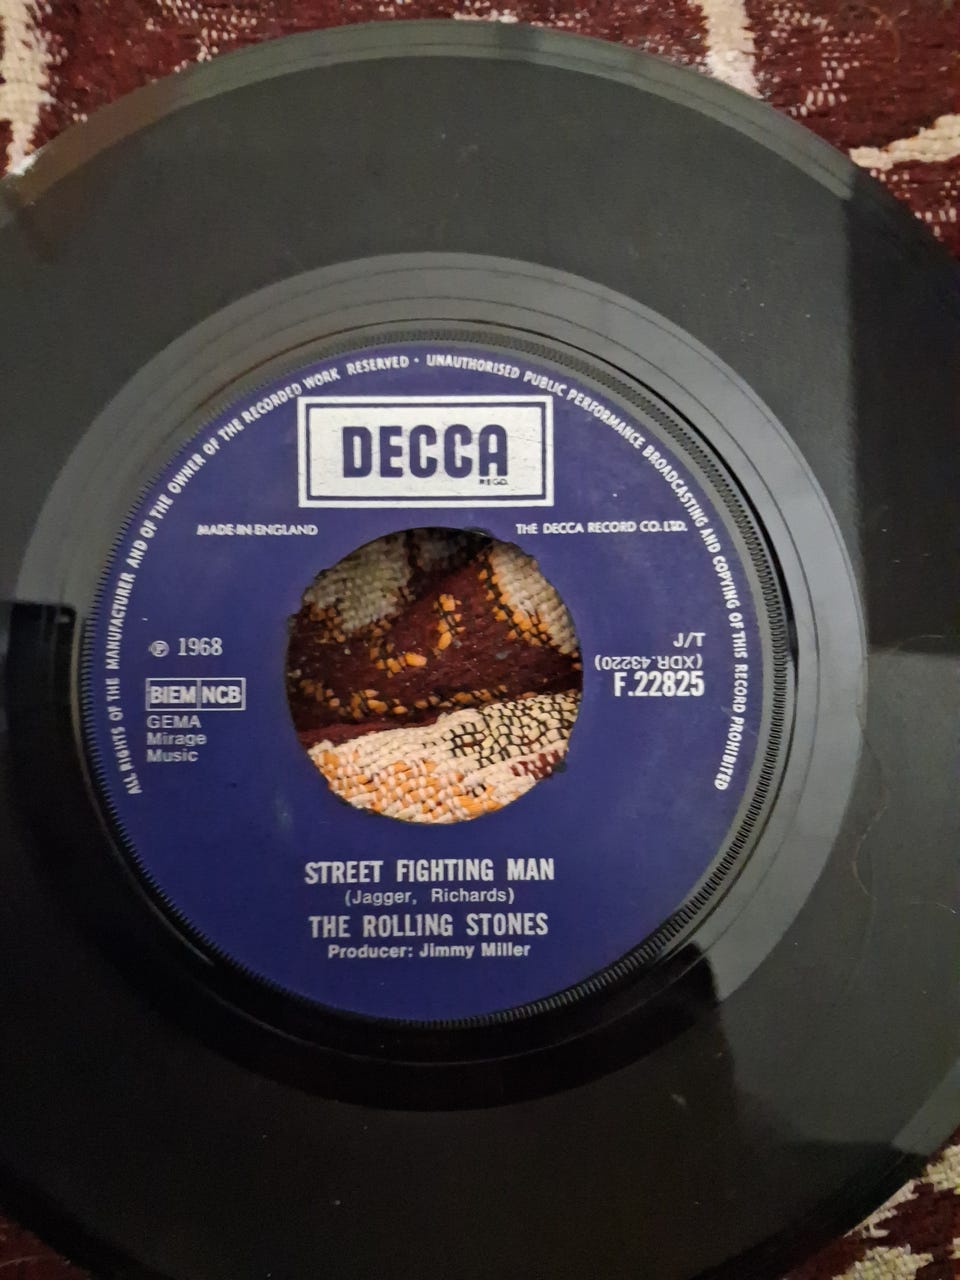 ALL RIGHTS OF THE MANUFACTURER AND OF THE OWNER OF THE RECORDED WORK RESERVED · UNAUTHORISED PUBLIC PERFORMANCE BROADCASTING AND COPYING OF THIS RECORD PROHIBITED
DECCA
REGD.
MADE IN ENGLAND
THE DECCA RECORD CO. LTD.
℗ 1968
BIEM NCB
GEMA
Mirage
Music
J/T
(XDR.43220)
F.22825
STREET FIGHTING MAN
(Jagger, Richards)
THE ROLLING STONES
Producer: Jimmy Miller